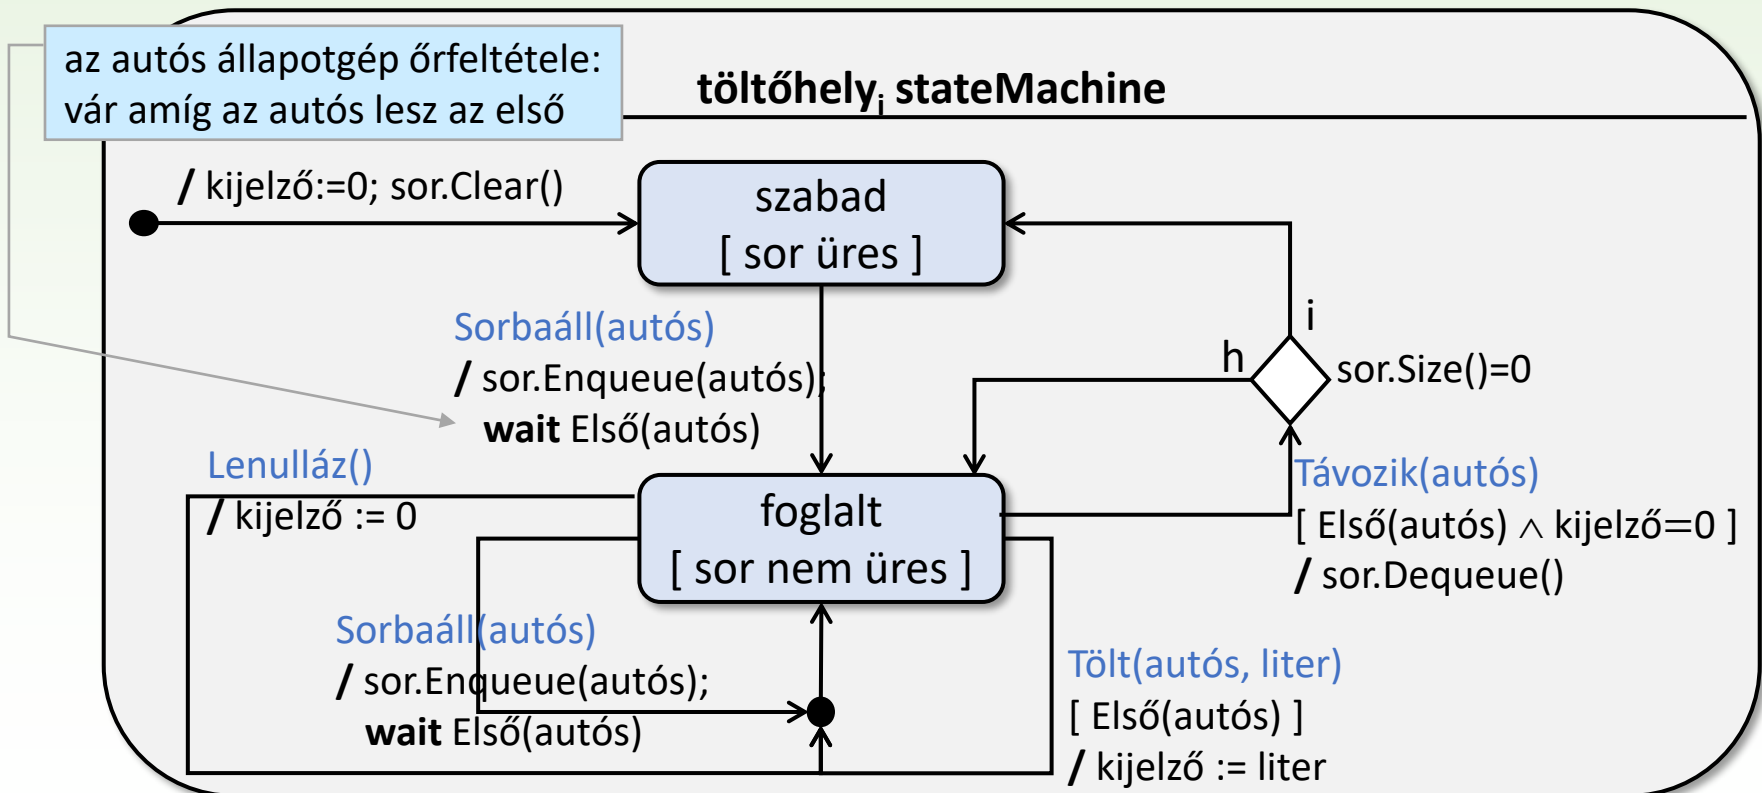 az autós állapotgép őrfeltétele:
vár amíg az autós lesz az első
töltőhelyᵢ stateMachine
/ kijelző:=0; sor.Clear()
szabad
[ sor üres ]
Sorbaáll(autós)
/ sor.Enqueue(autós);
wait Első(autós)
i
h
sor.Size()=0
Lenulláz()
/ kijelző := 0
foglalt
[ sor nem üres ]
Távozik(autós)
[ Első(autós) ∧ kijelző=0 ]
/ sor.Dequeue()
Sorbaáll(autós)
/ sor.Enqueue(autós);
wait Első(autós)
Tölt(autós, liter)
[ Első(autós) ]
/ kijelző := liter